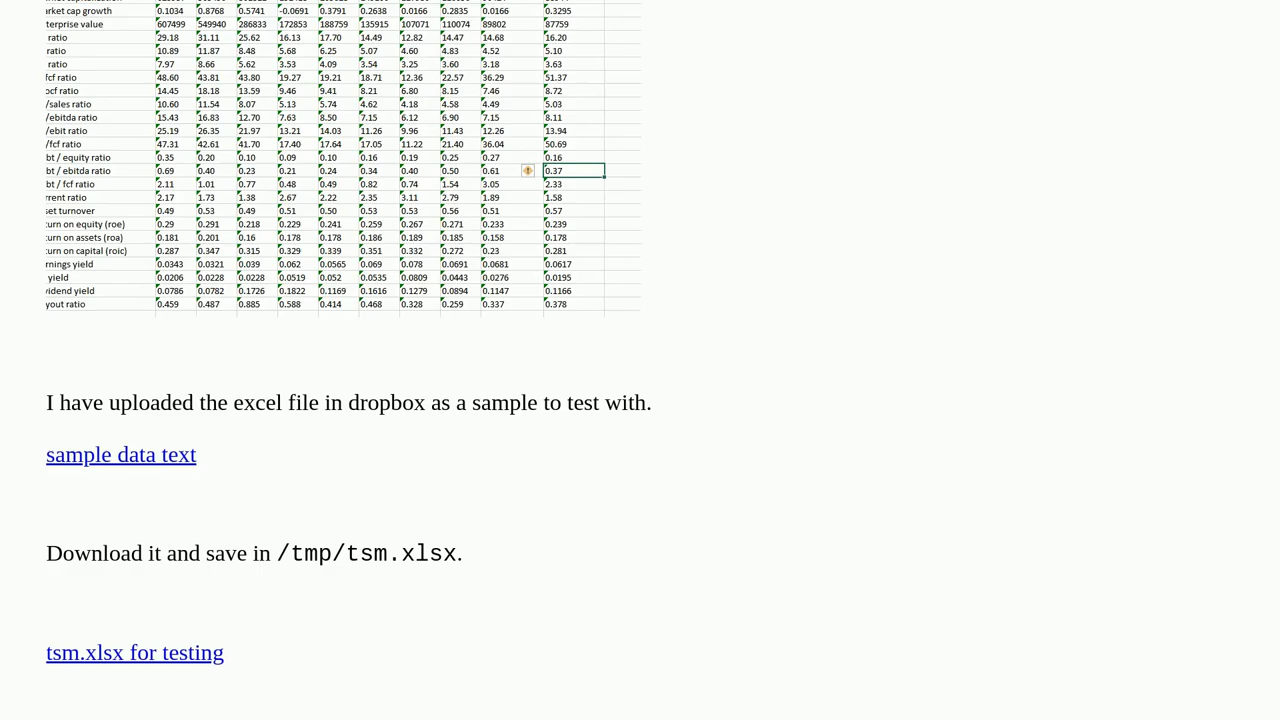 arket cap growth 0.1034 0.8768 0.5741 -0.0691 0.3791 0.2638 0.0166 0.2835 0.0166 0.3295
terprise value 607499 549940 286833 172853 188759 135915 107071 110074 89802 87759
ratio 29.18 31.11 25.62 16.13 17.70 14.49 12.82 14.47 14.68 16.20
ratio 10.89 11.87 8.48 5.68 6.25 5.07 4.60 4.83 4.52 5.10
ratio 7.97 8.66 5.62 3.53 4.09 3.54 3.25 3.60 3.18 3.63
fcf ratio 48.60 43.81 43.80 19.27 19.21 18.71 12.36 22.57 36.29 51.37
ocf ratio 14.45 18.18 13.59 9.46 9.41 8.21 6.80 8.15 7.46 8.72
/sales ratio 10.60 11.54 8.07 5.13 5.74 4.62 4.18 4.58 4.49 5.03
/ebitda ratio 15.43 16.83 12.70 7.63 8.50 7.15 6.12 6.90 7.15 8.11
/ebit ratio 25.19 26.35 21.97 13.21 14.03 11.26 9.96 11.43 12.26 13.94
/fcf ratio 47.31 42.61 41.70 17.40 17.64 17.05 11.22 21.40 36.04 50.69
bt / equity ratio 0.35 0.20 0.10 0.09 0.10 0.16 0.19 0.25 0.27 0.16
bt / ebitda ratio 0.69 0.40 0.23 0.21 0.24 0.34 0.40 0.50 0.61 0.37
bt / fcf ratio 2.11 1.01 0.77 0.48 0.49 0.82 0.74 1.54 3.05 2.33
rrent ratio 2.17 1.73 1.38 2.67 2.22 2.35 3.11 2.79 1.89 1.58
set turnover 0.49 0.53 0.49 0.51 0.50 0.53 0.53 0.56 0.51 0.57
turn on equity (roe) 0.29 0.291 0.218 0.229 0.241 0.259 0.267 0.271 0.233 0.239
turn on assets (roa) 0.181 0.201 0.16 0.178 0.178 0.186 0.189 0.185 0.158 0.178
turn on capital (roic) 0.287 0.347 0.315 0.329 0.339 0.351 0.332 0.272 0.23 0.281
rnings yield 0.0343 0.0321 0.039 0.062 0.0565 0.069 0.078 0.0691 0.0681 0.0617
yield 0.0206 0.0228 0.0228 0.0519 0.052 0.0535 0.0809 0.0443 0.0276 0.0195
vidend yield 0.0786 0.0782 0.1726 0.1822 0.1169 0.1616 0.1279 0.0894 0.1147 0.1166
yout ratio 0.459 0.487 0.885 0.588 0.414 0.468 0.328 0.259 0.337 0.378
I have uploaded the excel file in dropbox as a sample to test with.
sample data text
Download it and save in /tmp/tsm.xlsx.
tsm.xlsx for testing